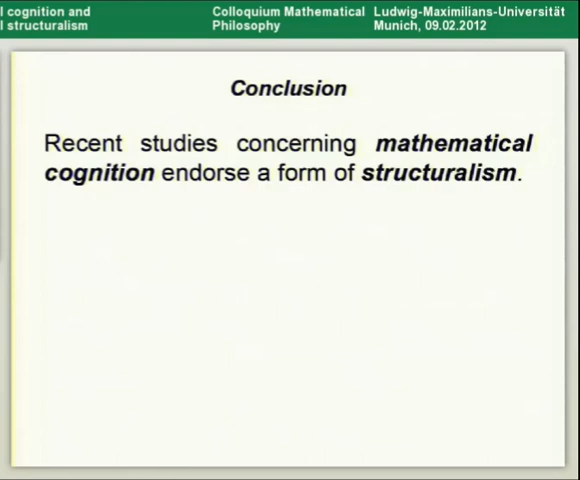 l cognition and
l structuralism
Colloquium Mathematical
Philosophy
Ludwig-Maximilians-Universität
Munich, 09.02.2012
Conclusion
Recent studies concerning mathematical
cognition endorse a form of structuralism.